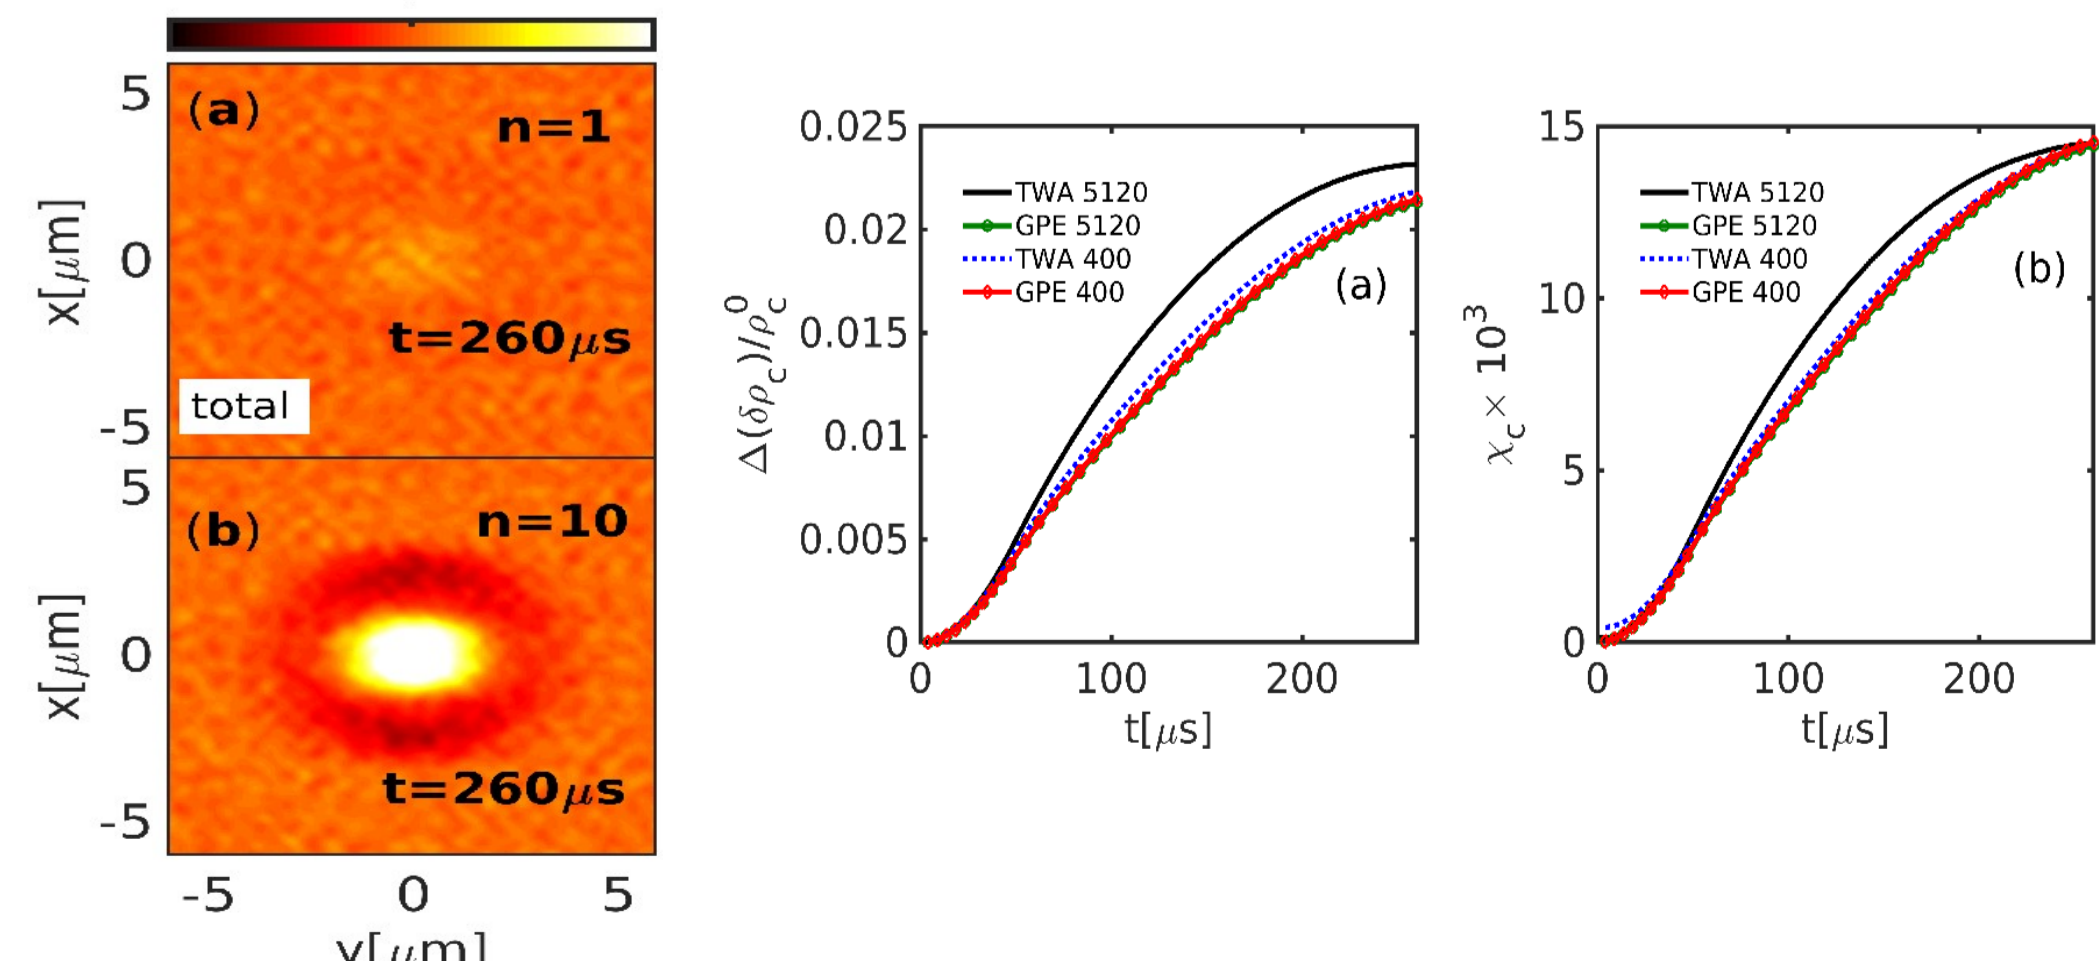 (a)
n=1
5
0
-5
x[μm]
t=260μs
total
(b)
n=10
5
0
-5
x[μm]
t=260μs
-5 0 5
y[μm]
0.025
0.02
0.015
0.01
0.005
0
Δ(δρc)/ρc⁰
TWA 5120
GPE 5120
TWA 400
GPE 400
(a)
0 100 200
t[μs]
15
10
5
0
χc × 10³
TWA 5120
GPE 5120
TWA 400
GPE 400
(b)
0 100 200
t[μs]